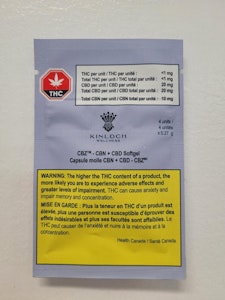 THC per unit / THC par unité : <1 mg
Total THC per unit / THC total par unité : <1 mg
CBD per unit / CBD par unité : 20 mg
Total CBD per unit / CBD total par unité : 20 mg
Total CBN per unit / CBN total par unité : 10 mg
THC
4 units /
4 unités
x 0.27 g
KINLOCH
WELLNESS
CBZ™ - CBN + CBD Softgel
Capsule molle CBN + CBD - CBZᴹᴰ
WARNING: The higher the THC content of a product, the
more likely you are to experience adverse effects and
greater levels of impairment. THC can cause anxiety and
impair memory and concentration.
MISE EN GARDE : Plus la teneur en THC d'un produit est
élevée, plus une personne est susceptible d'éprouver des
effets indésirables et plus ses facultés sont affaiblies. Le
THC peut causer de l'anxiété et nuire à la mémoire et à la
concentration.
Health Canada / Santé Canada